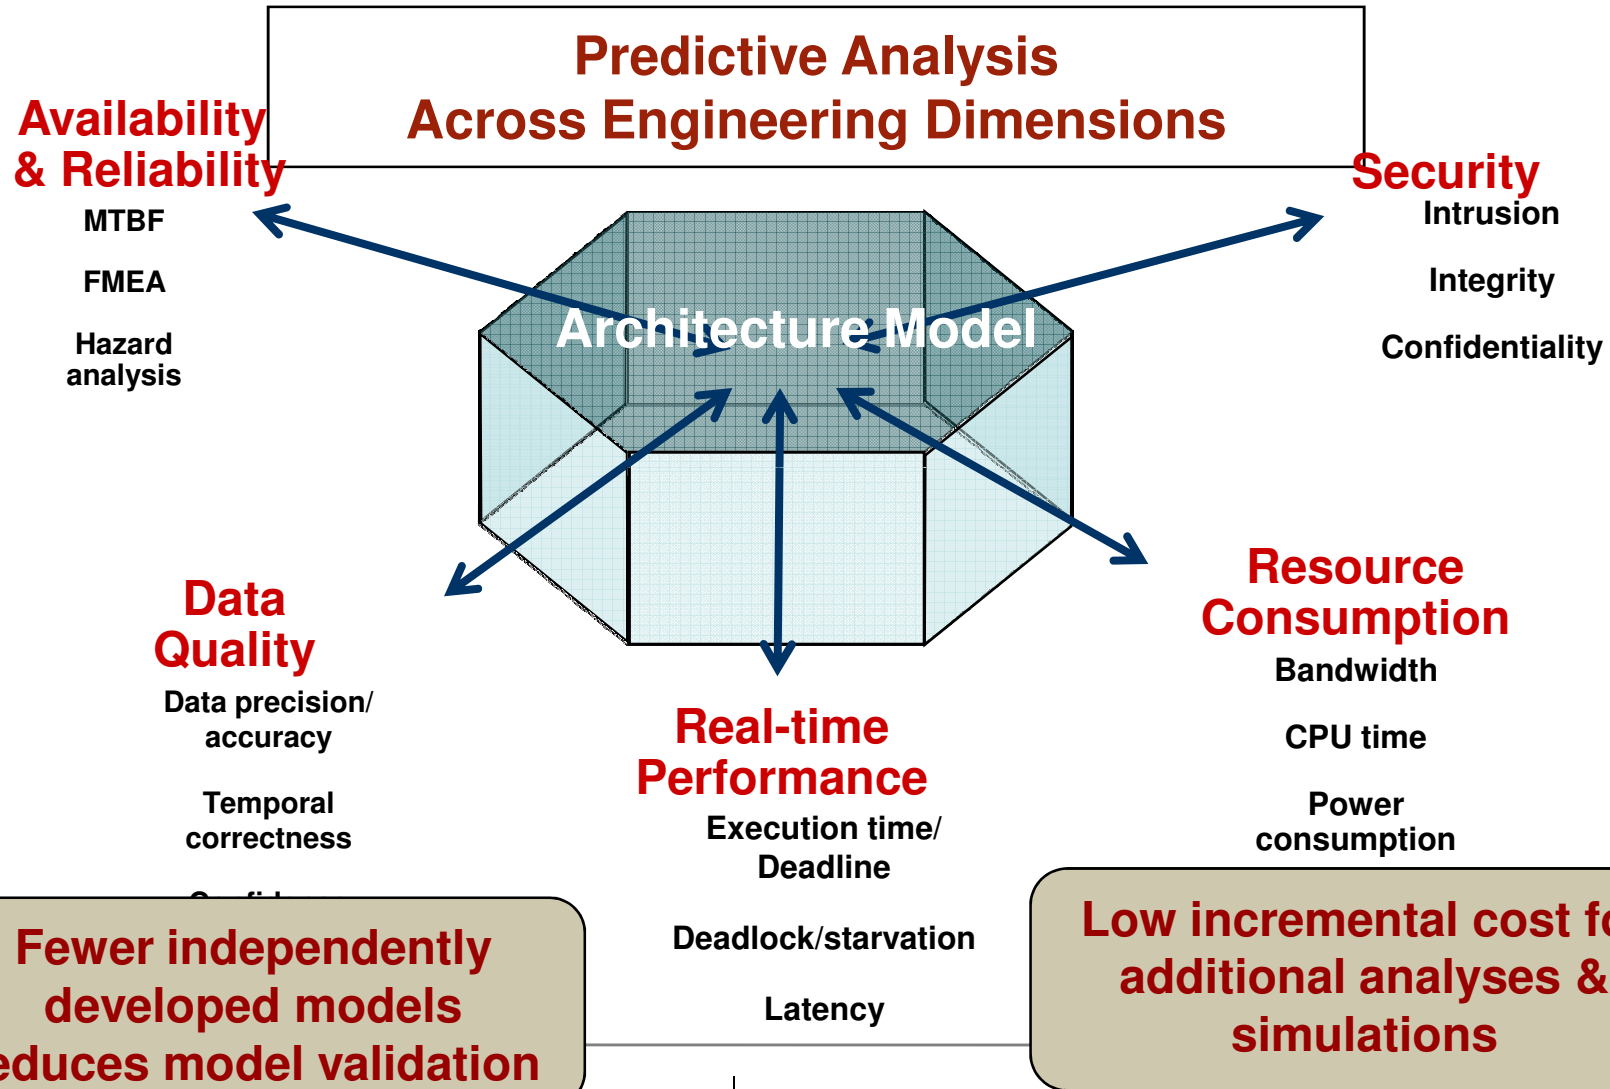 Predictive Analysis
Across Engineering Dimensions
Availability
& Reliability
MTBF
FMEA
Hazard
analysis
Security
Intrusion
Integrity
Confidentiality
Architecture Model
Data
Quality
Data precision/
accuracy
Temporal
correctness
Real-time
Performance
Execution time/
Deadline
Deadlock/starvation
Latency
Resource
Consumption
Bandwidth
CPU time
Power
consumption
Fewer independently
developed models
model validation
Low incremental cost
additional analyses &
simulations